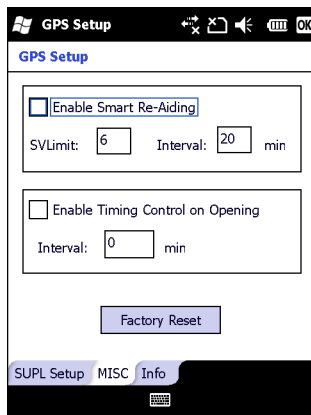 GPS Setup
OK
GPS Setup
Enable Smart Re-Aiding
SVLimit: 6 Interval: 20 min
Enable Timing Control on Opening
Interval: 0 min
Factory Reset
SUPL Setup MISC Info